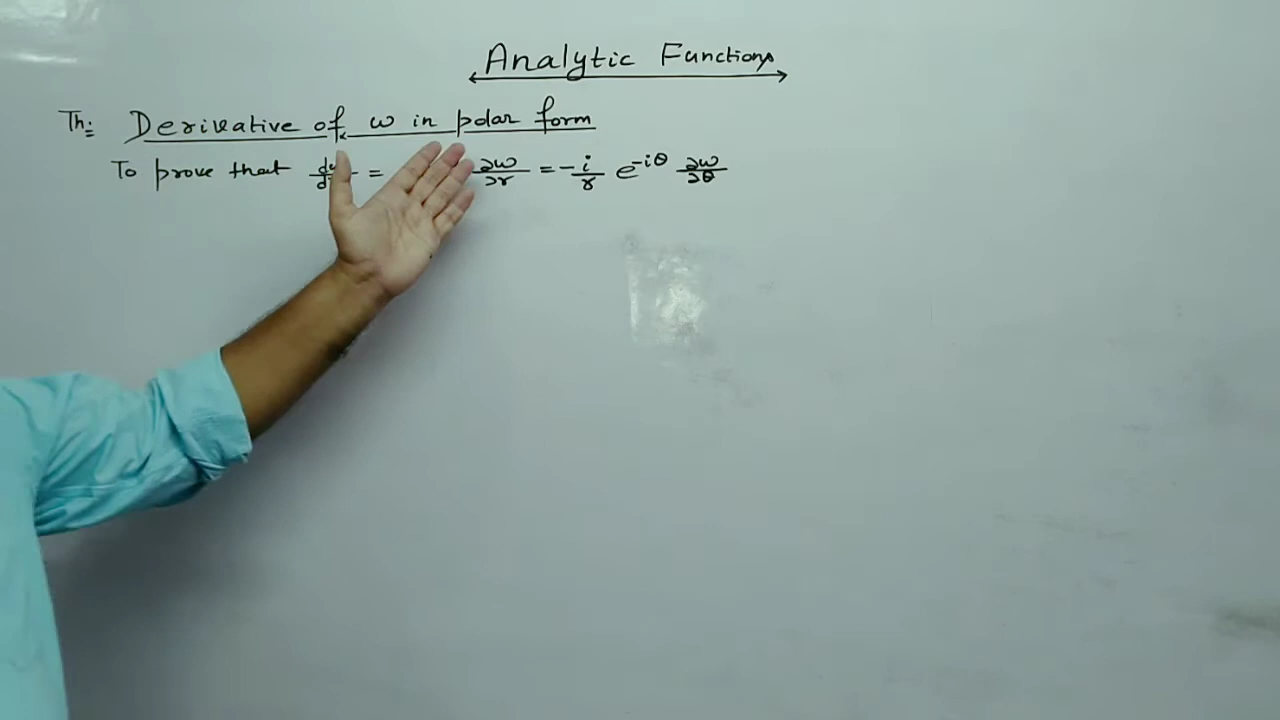 Analytic Functions
Th: Derivative of w in polar form
To prove that = ∂w/∂r = -i/r e^-iθ ∂w/∂θ